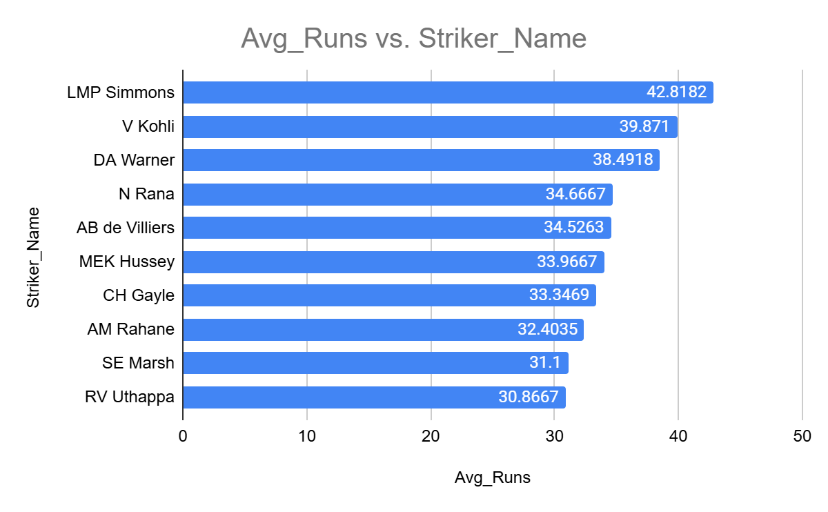 Avg_Runs vs. Striker_Name
Striker_Name
LMP Simmons 42.8182
V Kohli 39.871
DA Warner 38.4918
N Rana 34.6667
AB de Villiers 34.5263
MEK Hussey 33.9667
CH Gayle 33.3469
AM Rahane 32.4035
SE Marsh 31.1
RV Uthappa 30.8667
0 10 20 30 40 50
Avg_Runs